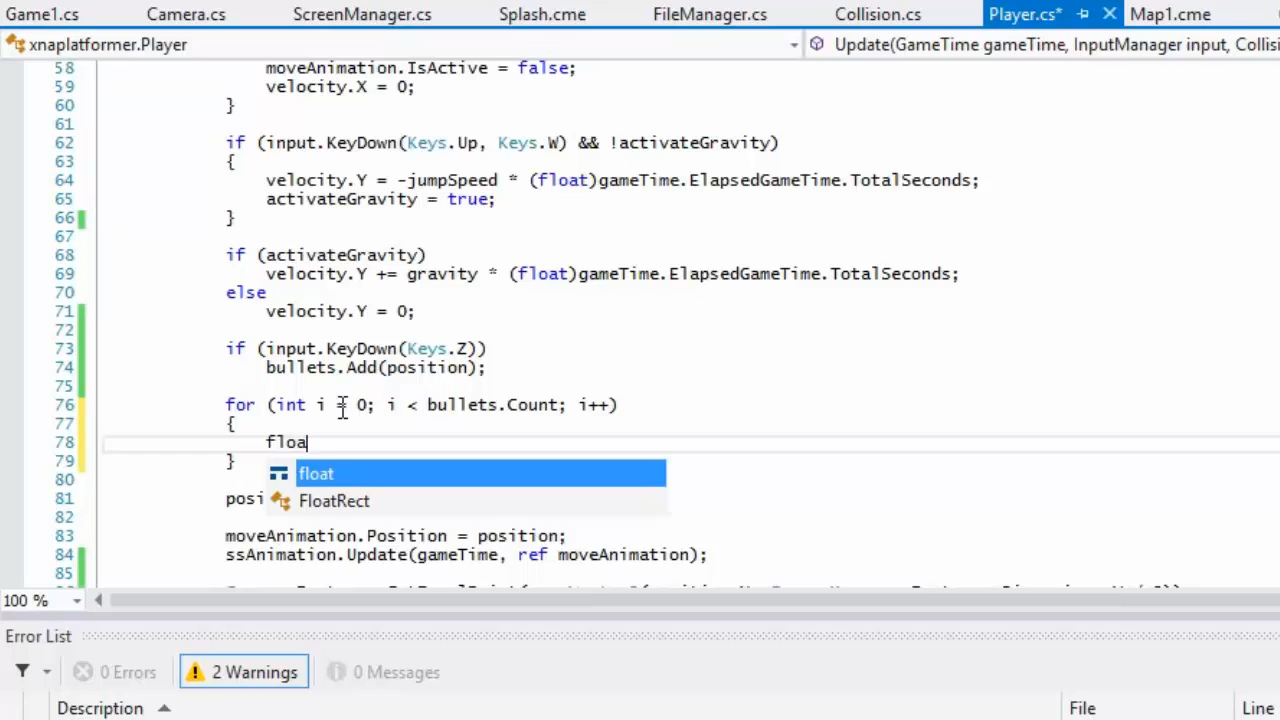 Game1.cs Camera.cs ScreenManager.cs Splash.cme FileManager.cs Collision.cs Player.cs* Map1.cme
xnaplatformer.Player Update(GameTime gameTime, InputManager input, Collisi
58 moveAnimation.IsActive = false;
59 velocity.X = 0;
60 }
61
62 if (input.KeyDown(Keys.Up, Keys.W) && !activateGravity)
63 {
64 velocity.Y = -jumpSpeed * (float)gameTime.ElapsedGameTime.TotalSeconds;
65 activateGravity = true;
66 }
67
68 if (activateGravity)
69 velocity.Y += gravity * (float)gameTime.ElapsedGameTime.TotalSeconds;
70 else
71 velocity.Y = 0;
72
73 if (input.KeyDown(Keys.Z))
74 bullets.Add(position);
75
76 for (int i = 0; i < bullets.Count; i++)
77 {
78 floa
79 }
float
80
FloatRect
81 posi
82
83 moveAnimation.Position = position;
84 ssAnimation.Update(gameTime, ref moveAnimation);
85
100 %
Error List
0 Errors 2 Warnings 0 Messages
Description File Line